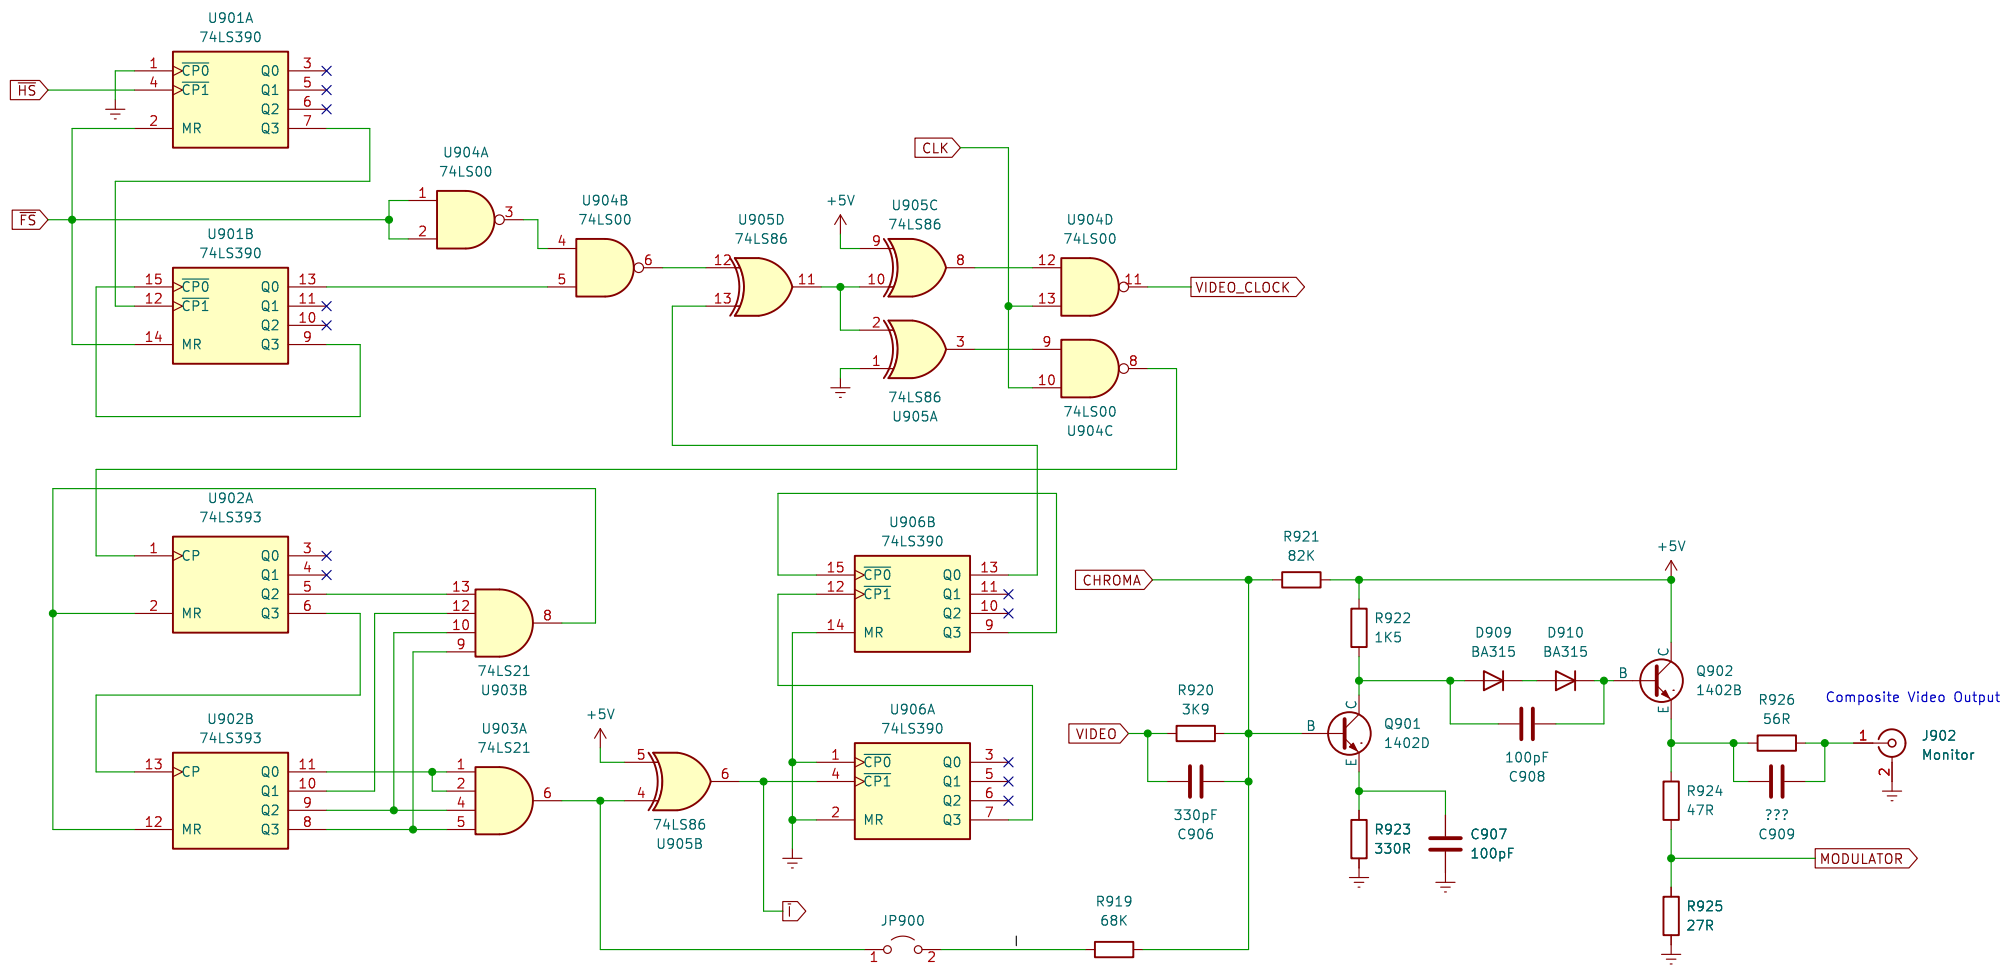 U901A
74LS390
HS
1
4
2
CP0
CP1
MR
Q0
Q1
Q2
Q3
3
5
6
7
FS
U901B
74LS390
15
12
14
CP0
CP1
MR
Q0
Q1
Q2
Q3
13
11
10
9
U904A
74LS00
1
2
3
U904B
74LS00
4
5
6
U905D
74LS86
12
13
11
+5V
U905C
74LS86
9
10
8
2
1
3
74LS86
U905A
CLK
U904D
74LS00
12
13
11
VIDEO_CLOCK
9
10
8
74LS00
U904C
U902A
74LS393
1
2
CP
MR
Q0
Q1
Q2
Q3
3
4
5
6
13
12
10
9
8
74LS21
U903B
U902B
74LS393
13
12
CP
MR
Q0
Q1
Q2
Q3
11
10
9
8
U903A
74LS21
1
2
4
5
6
+5V
5
4
6
74LS86
U905B
U906B
74LS390
15
12
14
CP0
CP1
MR
Q0
Q1
Q2
Q3
13
11
10
9
U906A
74LS390
1
4
2
CP0
CP1
MR
Q0
Q1
Q2
Q3
3
5
6
7
i
JP900
1
2
R919
68K
CHROMA
R921
82K
VIDEO
R920
3K9
330pF
C906
R922
1K5
B
C
E
Q901
1402D
R923
330R
C907
100pF
D909
BA315
D910
BA315
100pF
C908
+5V
B
C
E
Q902
1402B
R926
56R
???
C909
Composite Video Output
1
2
J902
Monitor
R924
47R
MODULATOR
R925
27R